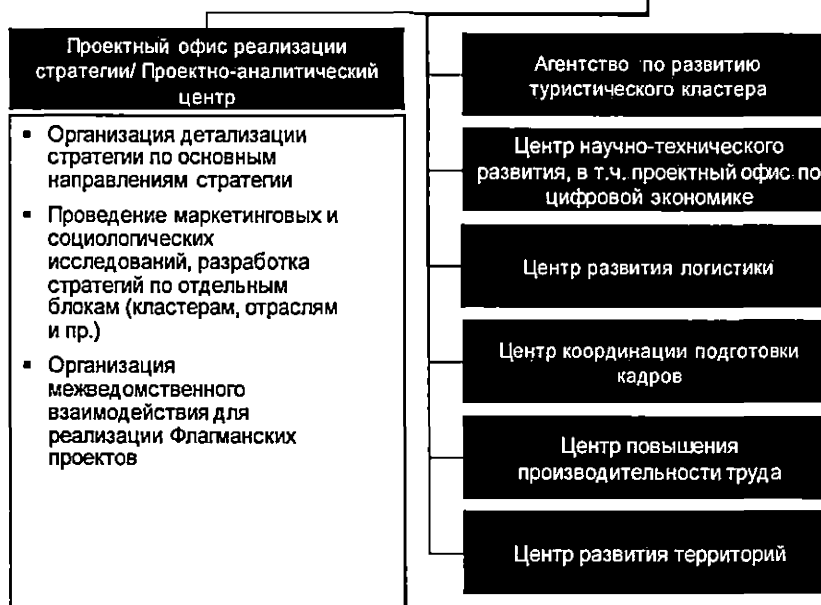 Проектный офис реализации
стратегии/ Проектно-аналитический
центр
▪ Организация детализации
стратегии по основным
направлениям стратегии
▪ Проведение маркетинговых и
социологических
исследований, разработка
стратегий по отдельным
блокам (кластерам, отраслям
и пр.)
▪ Организация
межведомственного
взаимодействия для
реализации Флагманских
проектов
Агентство по развитию
туристического кластера
Центр научно-технического
развития, в т.ч. проектный офис по
цифровой экономике
Центр развития логистики
Центр координации подготовки
кадров
Центр повышения
производительности труда
Центр развития территорий